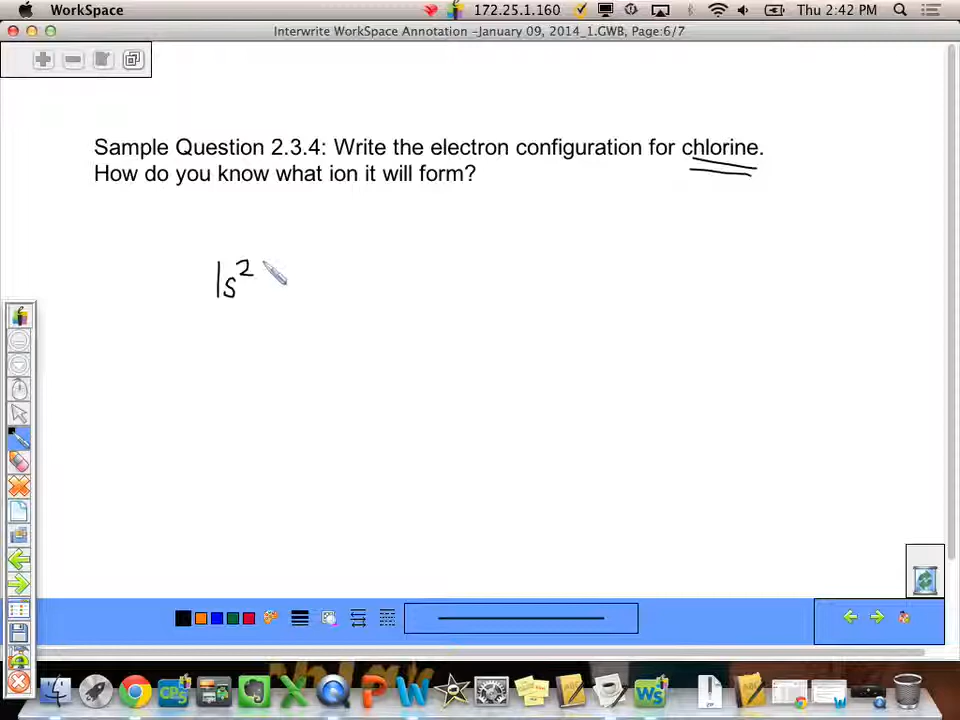 WorkSpace 172.25.1.160 Thu 2:42 PM
Interwrite WorkSpace Annotation -January 09, 2014_1.GWB, Page:6/7
Sample Question 2.3.4: Write the electron configuration for chlorine.
How do you know what ion it will form?
1s²
CPS X P W WS